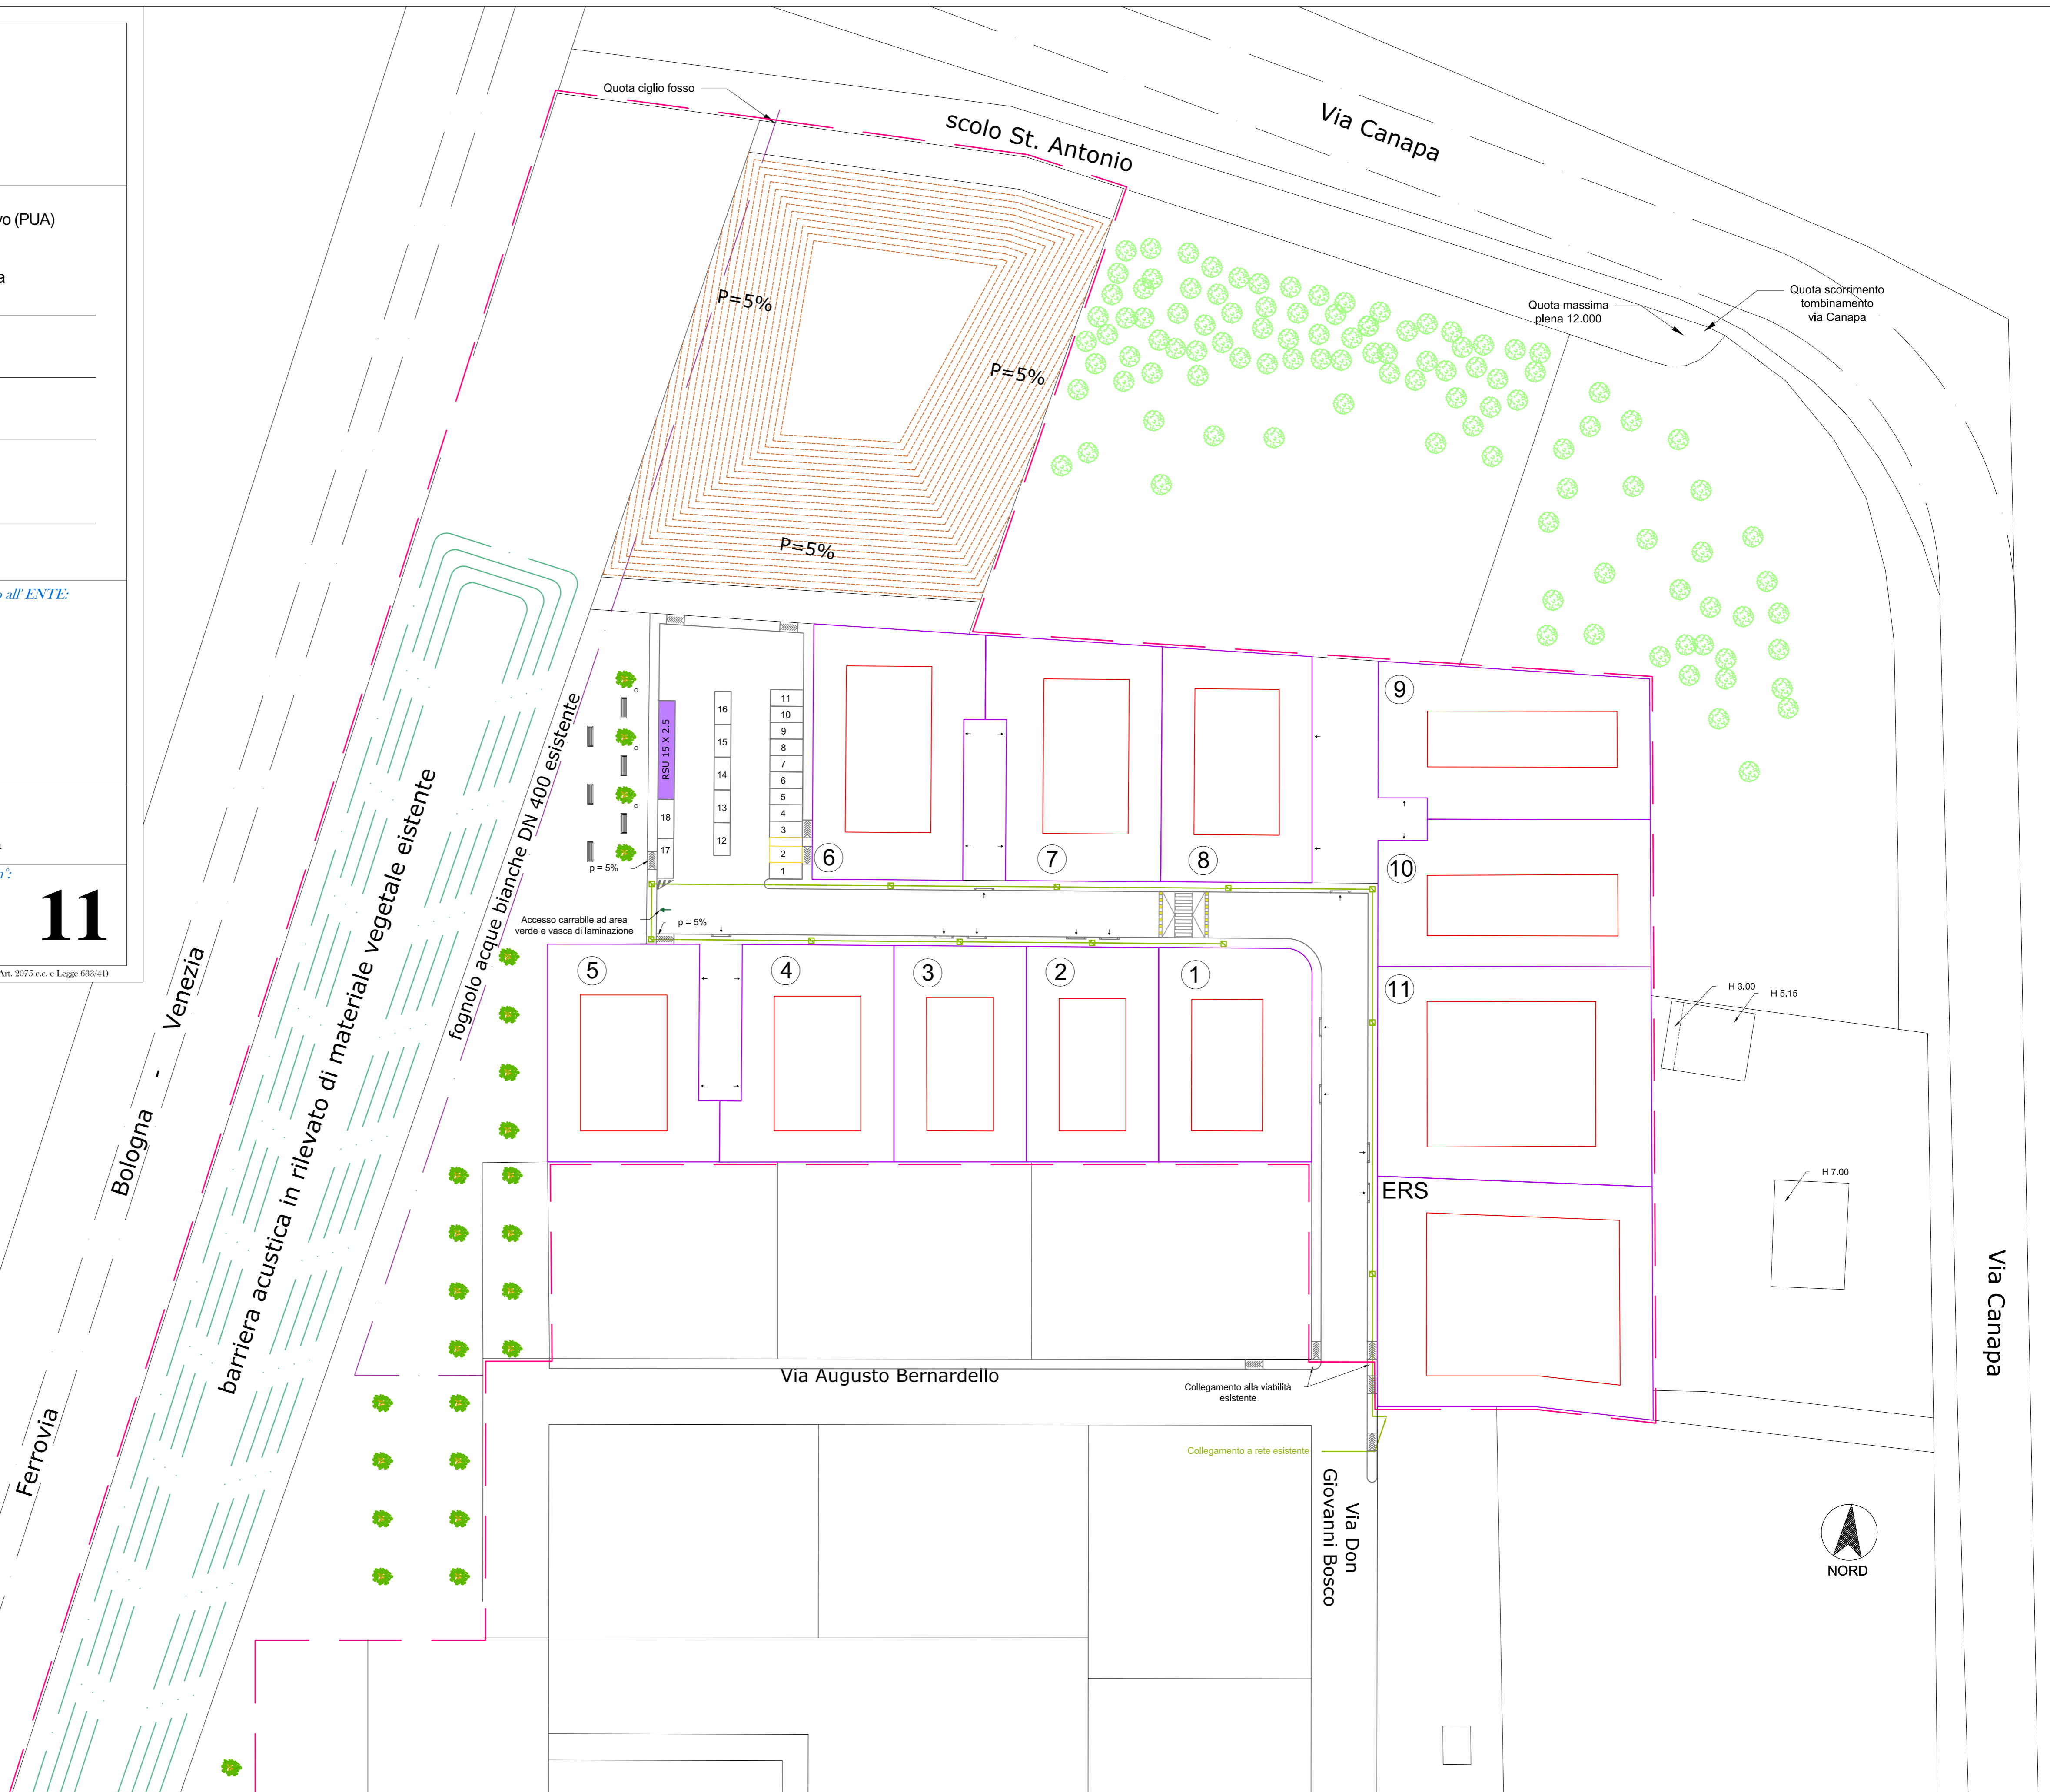 (PUA)
all' ENTE:
n°:
11
Art. 2075 c.c. e Legge 633/41)
Quota ciglio fosso
scolo St. Antonio
Via Canapa
Quota massima
piena 12.000
Quota scorrimento
tombinamento
via Canapa
P=5%
P=5%
P=5%
barriera acustica in rilevato di materiale vegetale eistente
fognolo acque bianche DN 400 esistente
Ferrovia
Bologna - Venezia
RSU 15 X 2.5
18
17
16
15
14
13
12
11
10
9
8
7
6
5
4
3
2
1
p = 5%
Accesso carrabile ad area
verde e vasca di laminazione
p = 5%
6
7
8
9
10
11
5
4
3
2
1
ERS
H 3.00
H 5.15
H 7.00
Via Augusto Bernardello
Collegamento alla viabilità
esistente
Collegamento a rete esistente
Via Don
Giovanni Bosco
Via Canapa
NORD